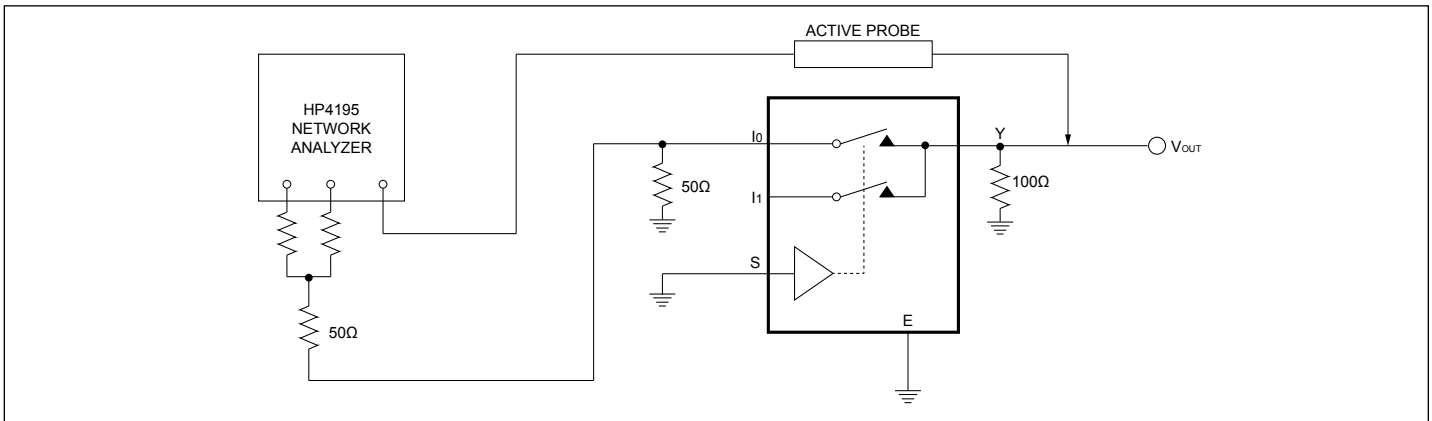 ACTIVE PROBE
HP4195
NETWORK
ANALYZER
I0
Y
VOUT
50Ω
100Ω
I1
S
E
50Ω